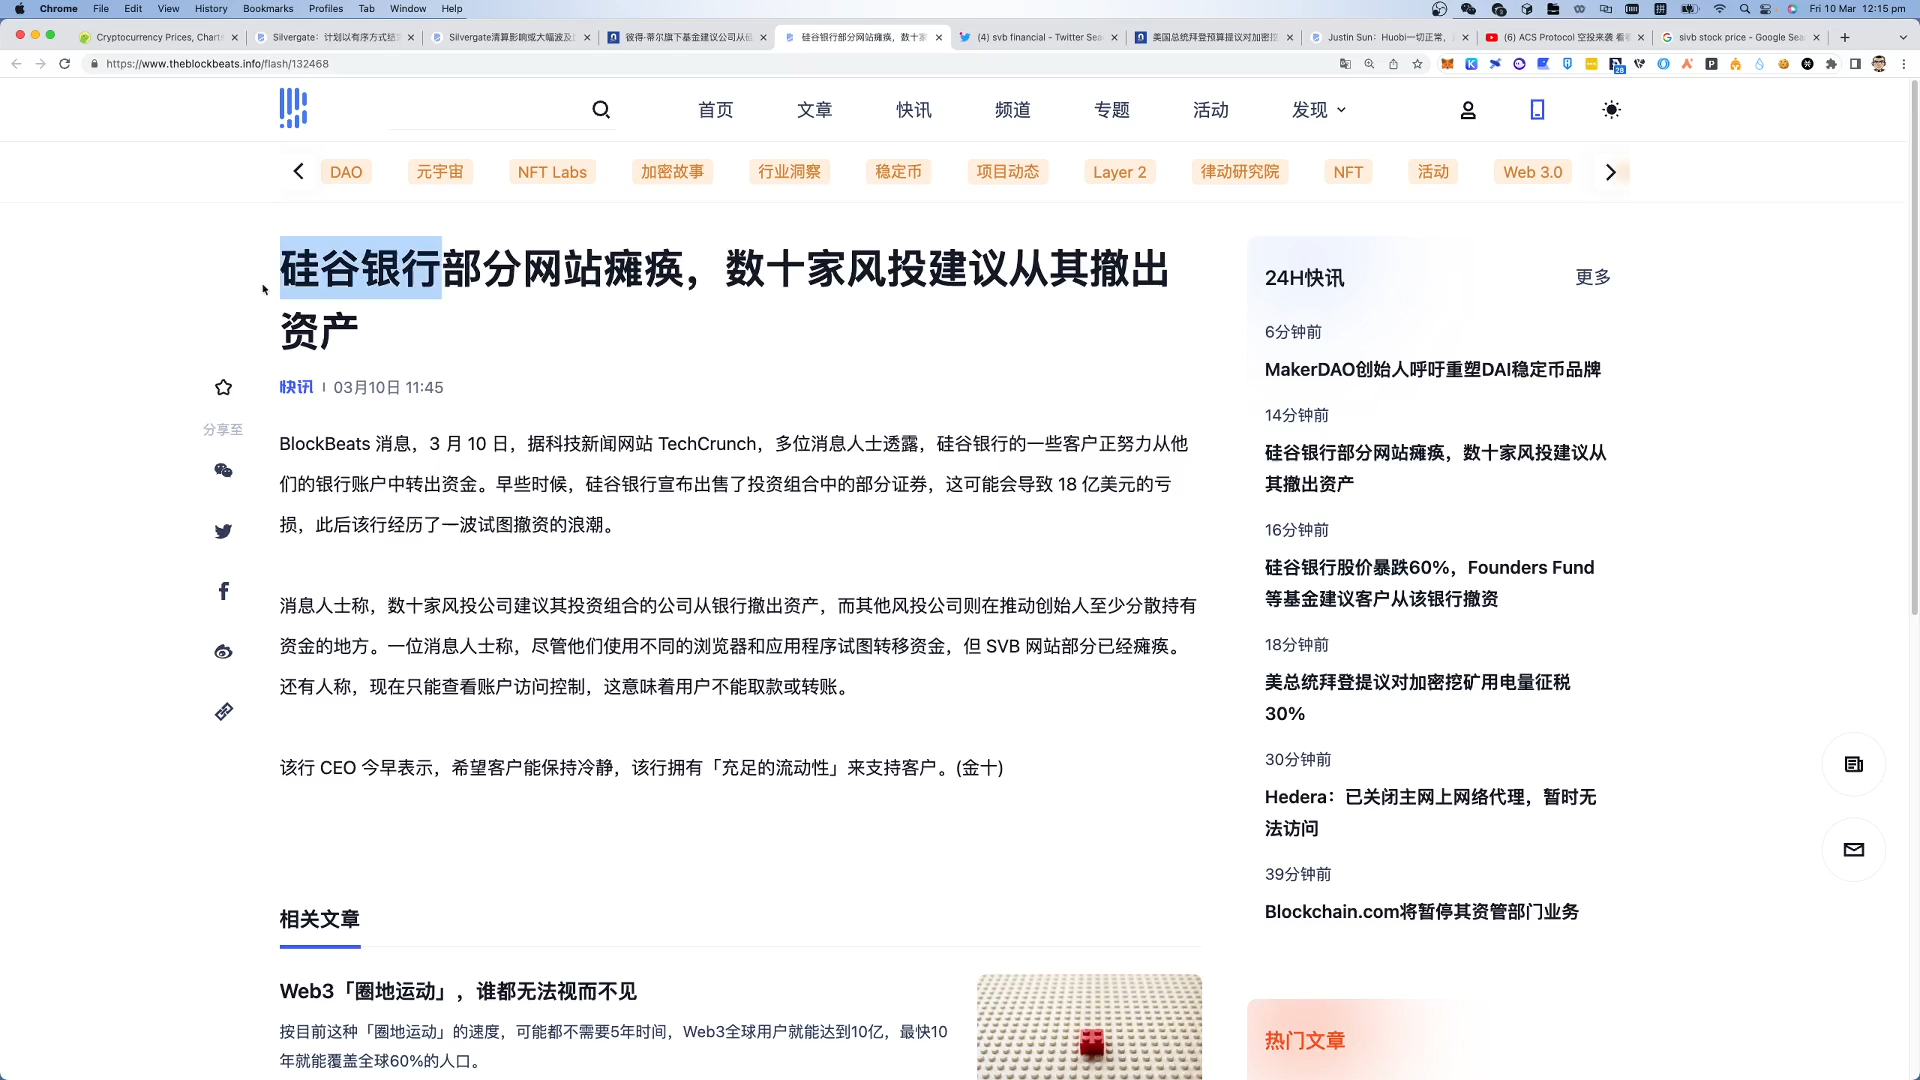 Chrome File Edit View History Bookmarks Profiles Tab Window Help
Fri 10 Mar 12:15 pm
Cryptocurrency Prices, Charts
Silvergate：计划以有序方式结
Silvergate清算影响或大幅波及
彼得·蒂尔旗下基金建议公司从
硅谷银行部分网站瘫痪，数十家
(4) svb financial - Twitter Sea
美国总统拜登预算提议对加密挖
Justin Sun：Huobi一切正常，
(6) ACS Protocol 空投来袭 看
sivb stock price - Google Sea
https://www.theblockbeats.info/flash/132468
28
首页 文章 快讯 频道 专题 活动 发现
DAO 元宇宙 NFT Labs 加密故事 行业洞察 稳定币 项目动态 Layer 2 律动研究院 NFT 活动 Web 3.0
硅谷银行部分网站瘫痪，数十家风投建议从其撤出
资产
快讯 03月10日 11:45
分享至
BlockBeats 消息，3 月 10 日，据科技新闻网站 TechCrunch，多位消息人士透露，硅谷银行的一些客户正努力从他
们的银行账户中转出资金。早些时候，硅谷银行宣布出售了投资组合中的部分证券，这可能会导致 18 亿美元的亏
损，此后该行经历了一波试图撤资的浪潮。
消息人士称，数十家风投公司建议其投资组合的公司从银行撤出资产，而其他风投公司则在推动创始人至少分散持有
资金的地方。一位消息人士称，尽管他们使用不同的浏览器和应用程序试图转移资金，但 SVB 网站部分已经瘫痪。
还有人称，现在只能查看账户访问控制，这意味着用户不能取款或转账。
该行 CEO 今早表示，希望客户能保持冷静，该行拥有「充足的流动性」来支持客户。(金十)
相关文章
Web3「圈地运动」，谁都无法视而不见
按目前这种「圈地运动」的速度，可能都不需要5年时间，Web3全球用户就能达到10亿，最快10
年就能覆盖全球60%的人口。
24H快讯 更多
6分钟前
MakerDAO创始人呼吁重塑DAI稳定币品牌
14分钟前
硅谷银行部分网站瘫痪，数十家风投建议从
其撤出资产
16分钟前
硅谷银行股价暴跌60%，Founders Fund
等基金建议客户从该银行撤资
18分钟前
美总统拜登提议对加密挖矿用电量征税
30%
30分钟前
Hedera：已关闭主网上网络代理，暂时无
法访问
39分钟前
Blockchain.com将暂停其资管部门业务
热门文章